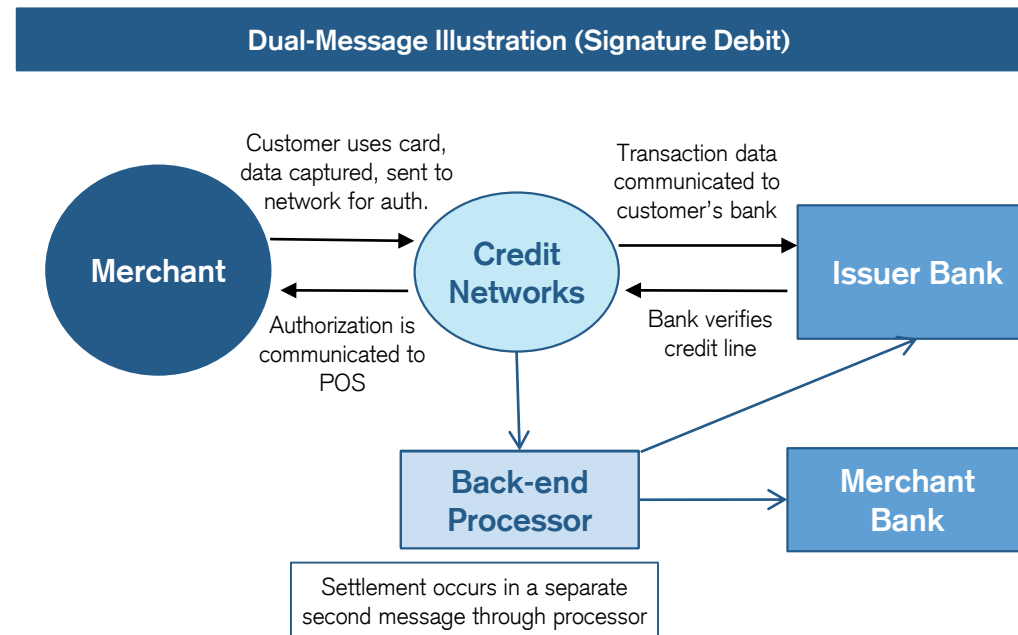 Dual-Message Illustration (Signature Debit)
Customer uses card,
data captured, sent to
network for auth.
Transaction data
communicated to
customer's bank
Merchant
Credit
Networks
Issuer Bank
Authorization is
communicated to
POS
Bank verifies
credit line
Back-end
Processor
Merchant
Bank
Settlement occurs in a separate
second message through processor